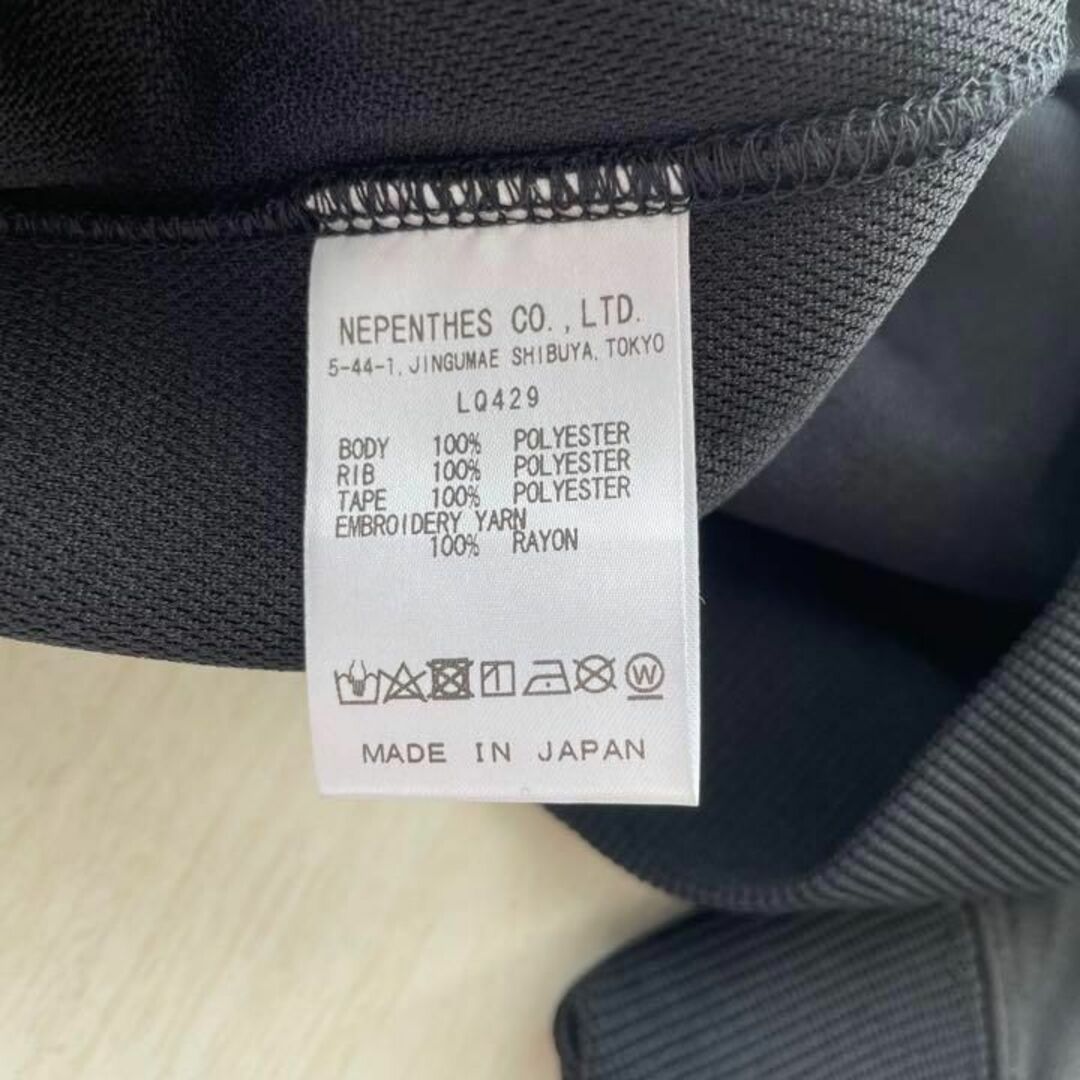 NEPENTHES CO.,LTD.
5-44-1,JINGUMAE SHIBUYA,TOKYO
LQ429
BODY 100% POLYESTER
RIB 100% POLYESTER
TAPE 100% POLYESTER
EMBROIDERY YARN
100% RAYON
W
MADE IN JAPAN